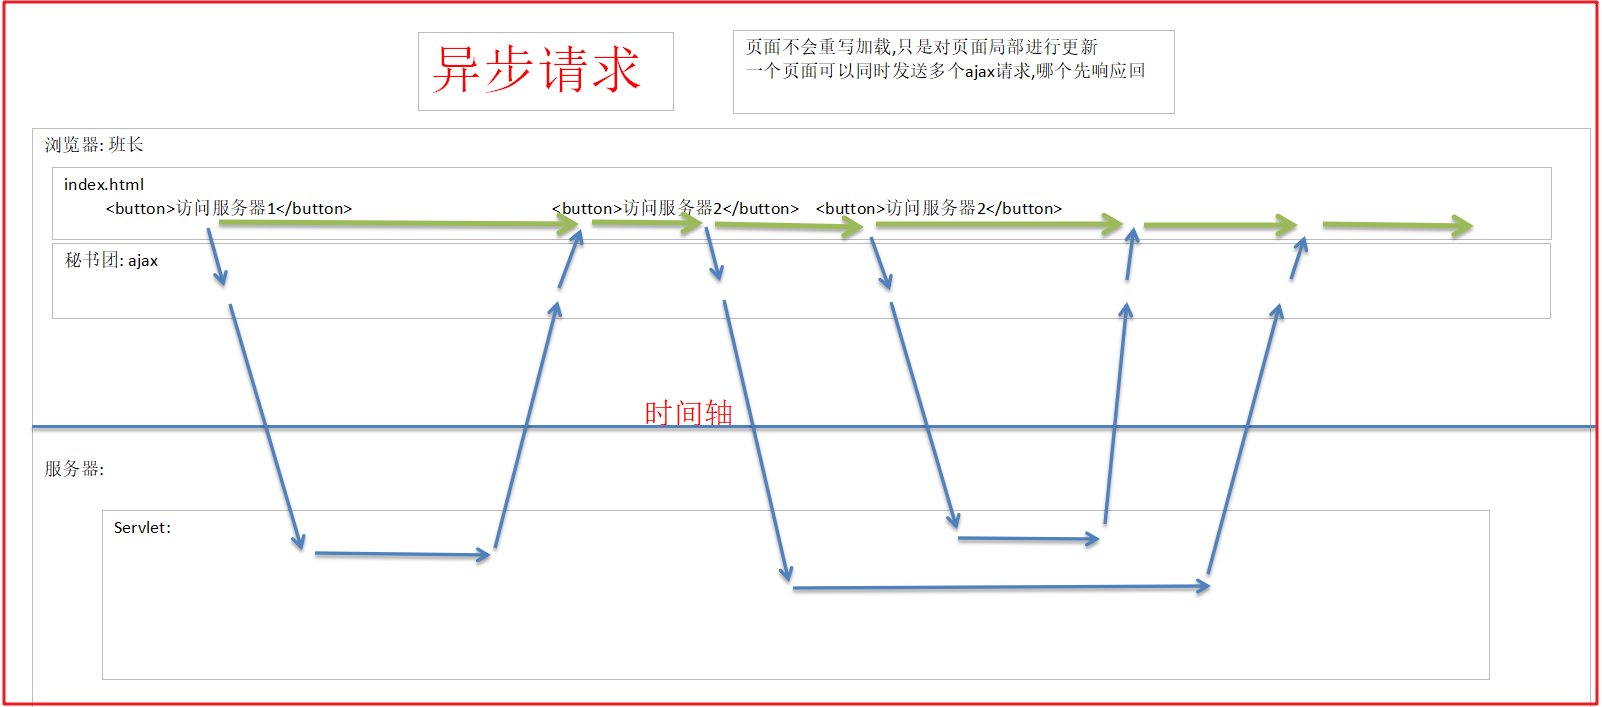 异步请求
页面不会重写加载,只是对页面局部进行更新
一个页面可以同时发送多个ajax请求,哪个先响应回
浏览器: 班长
index.html
<button>访问服务器1</button> <button>访问服务器2</button> <button>访问服务器2</button>
秘书团: ajax
时间轴
服务器:
Servlet: